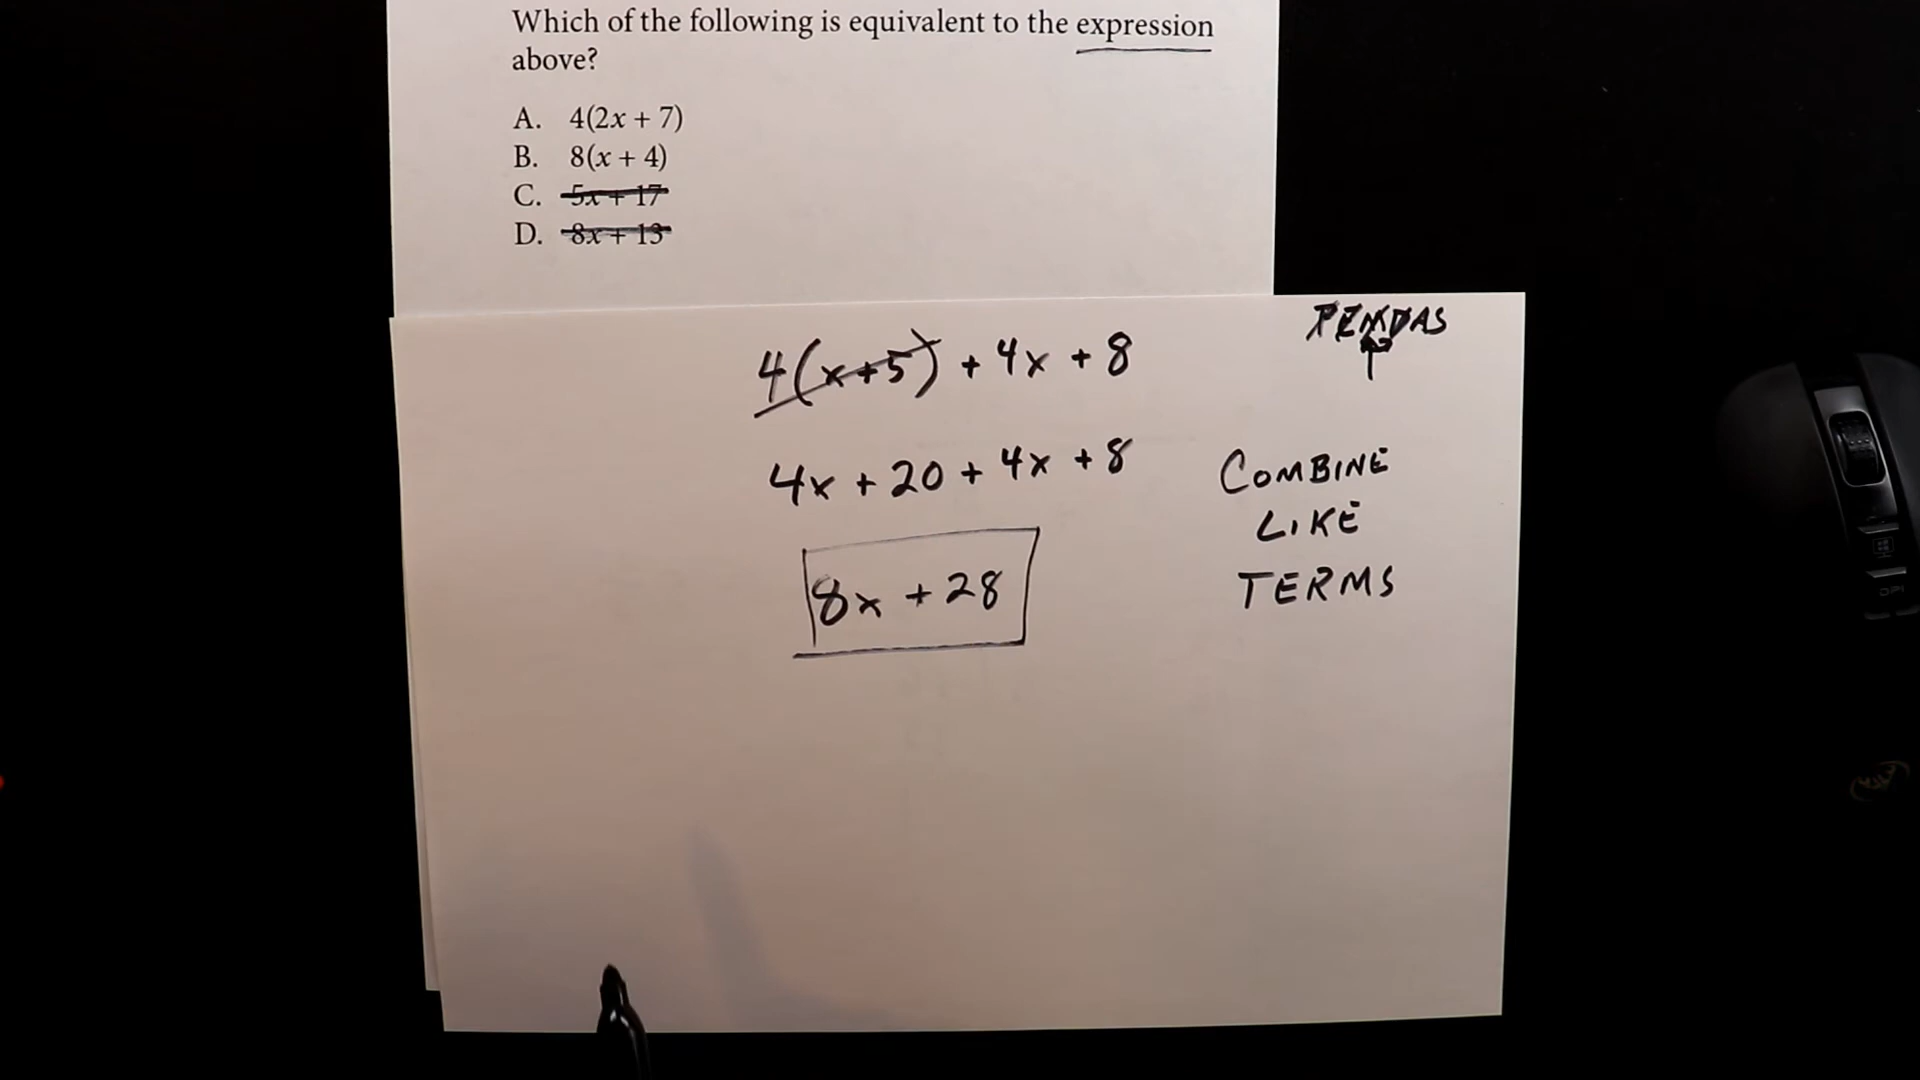 Which of the following is equivalent to the expression
above?
A. 4(2x + 7)
B. 8(x + 4)
C. 5x + 17
D. 8x + 13
PEMDAS
4(x+5) + 4x + 8
4x + 20 + 4x + 8
COMBINE
LIKE
TERMS
8x + 28
DPI